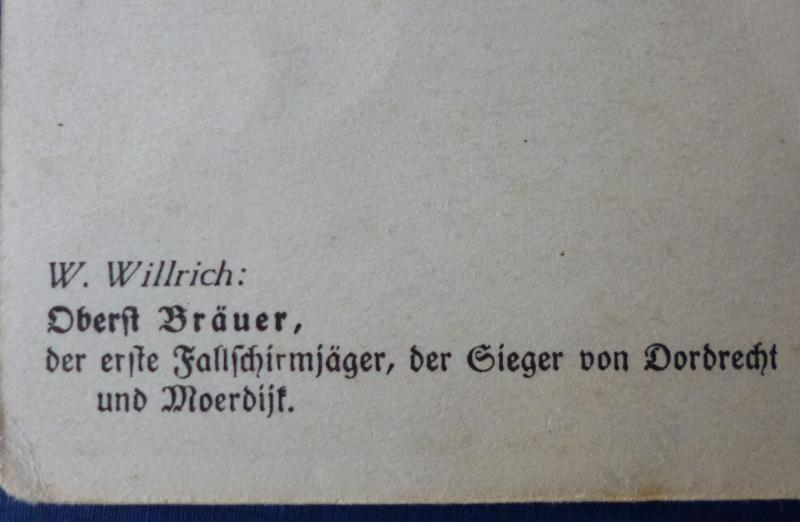 W. Willrich:
Oberst Bräuer,
der erste Fallschirmjäger, der Sieger von Dordrecht
und Moerdijk.